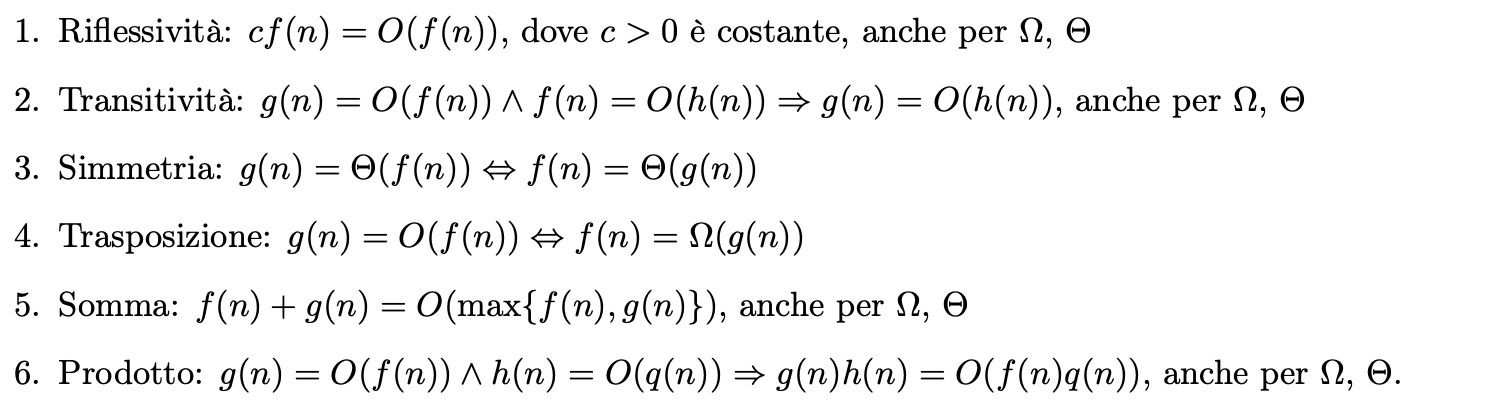 1. Riflessività: cf(n) = O(f(n)), dove c > 0 è costante, anche per Ω, Θ
2. Transitività: g(n) = O(f(n)) ∧ f(n) = O(h(n)) ⇒ g(n) = O(h(n)), anche per Ω, Θ
3. Simmetria: g(n) = Θ(f(n)) ⇔ f(n) = Θ(g(n))
4. Trasposizione: g(n) = O(f(n)) ⇔ f(n) = Ω(g(n))
5. Somma: f(n) + g(n) = O(max{f(n), g(n)}), anche per Ω, Θ
6. Prodotto: g(n) = O(f(n)) ∧ h(n) = O(q(n)) ⇒ g(n)h(n) = O(f(n)q(n)), anche per Ω, Θ.